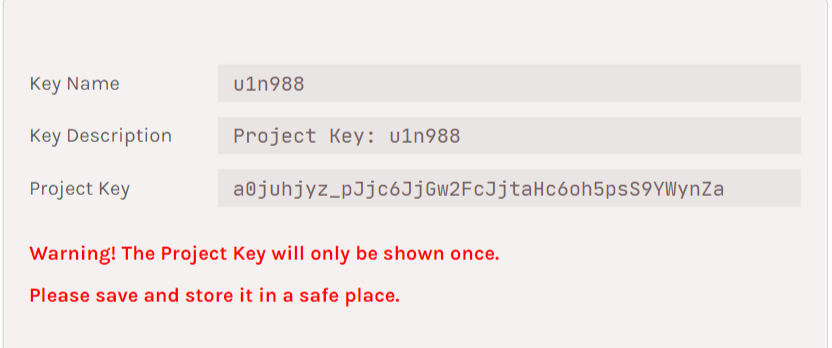 Key Name u1n988
Key Description Project Key: u1n988
Project Key a0juhjyz_pJjc6JjGw2FcJjtaHc6oh5psS9YWynZa
Warning! The Project Key will only be shown once.
Please save and store it in a safe place.